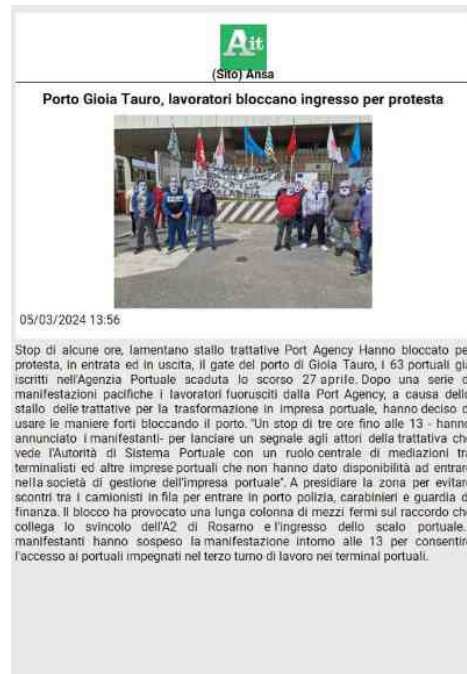 Ait
(Sito) Ansa
Porto Gioia Tauro, lavoratori bloccano ingresso per protesta
05/03/2024 13:56
Stop di alcune ore, lamentano stallo trattative Port Agency Hanno bloccato pe
protesta, in entrata ed in uscita, il gate del porto di Gioia Tauro, i 63 portuali già
iscritti nell'Agenzia Portuale scaduta lo scorso 27 aprile. Dopo una serie d
manifestazioni pacifiche i lavoratori fuorusciti dalla Port Agency, a causa dello
stallo delle trattative per la trasformazione in impresa portuale, hanno deciso d
usare le maniere forti bloccando il porto. "Un stop di tre ore fino alle 13 - hanno
annunciato i manifestanti- per lanciare un segnale agli attori della trattativa che
vede l'Autorità di Sistema Portuale con un ruolo centrale di mediazioni tra
terminalisti ed altre imprese portuali che non hanno dato disponibilità ad entrare
nella società di gestione dell'impresa portuale". A presidiare la zona per evitare
scontri tra i camionisti in fila per entrare in porto polizia, carabinieri e guardia d
finanza. Il blocco ha provocato una lunga colonna di mezzi fermi sul raccordo che
collega lo svincolo dell'A2 di Rosarno e l'ingresso dello scalo portuale.
manifestanti hanno sospeso la manifestazione intorno alle 13 per consentire
l'accesso ai portuali impegnati nel terzo turno di lavoro nei terminal portuali.